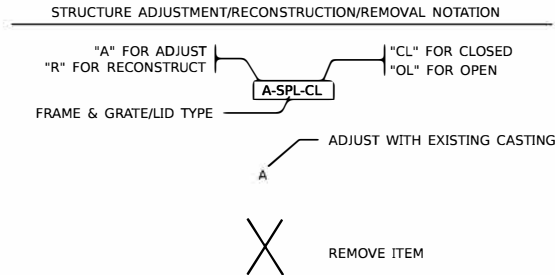 STRUCTURE ADJUSTMENT/RECONSTRUCTION/REMOVAL NOTATION
"A" FOR ADJUST
"R" FOR RECONSTRUCT
"CL" FOR CLOSED
"OL" FOR OPEN
A-SPL-CL
FRAME & GRATE/LID TYPE
ADJUST WITH EXISTING CASTING
A
REMOVE ITEM